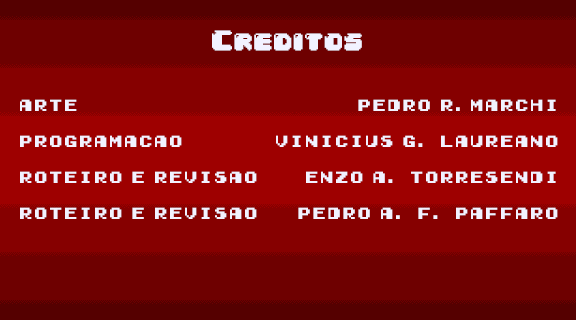 CREDITOS
ARTE PEDRO R. MARCHI
PROGRAMACAO VINICIUS G. LAUREANO
ROTEIRO E REVISAO ENZO A. TORRESENDI
ROTEIRO E REVISAO PEDRO A. F. PAFFARO